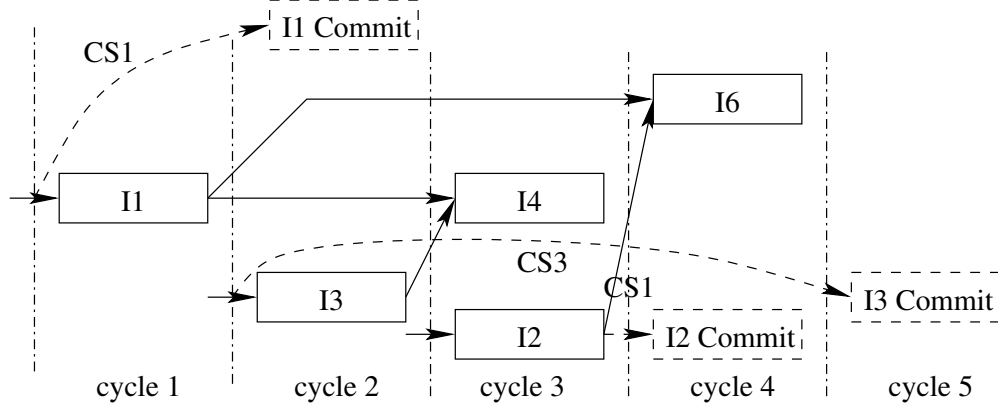 I1 Commit
CS1
I6
I1
I4
CS3
I3
CS1
I3 Commit
I2
I2 Commit
cycle 1
cycle 2
cycle 3
cycle 4
cycle 5